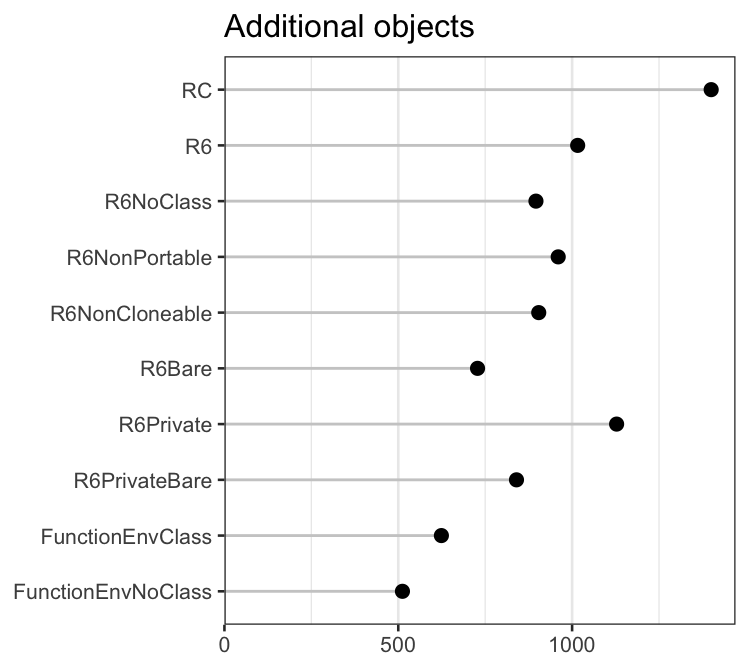 Additional objects
RC
R6
R6NoClass
R6NonPortable
R6NonCloneable
R6Bare
R6Private
R6PrivateBare
FunctionEnvClass
FunctionEnvNoClass
0 500 1000